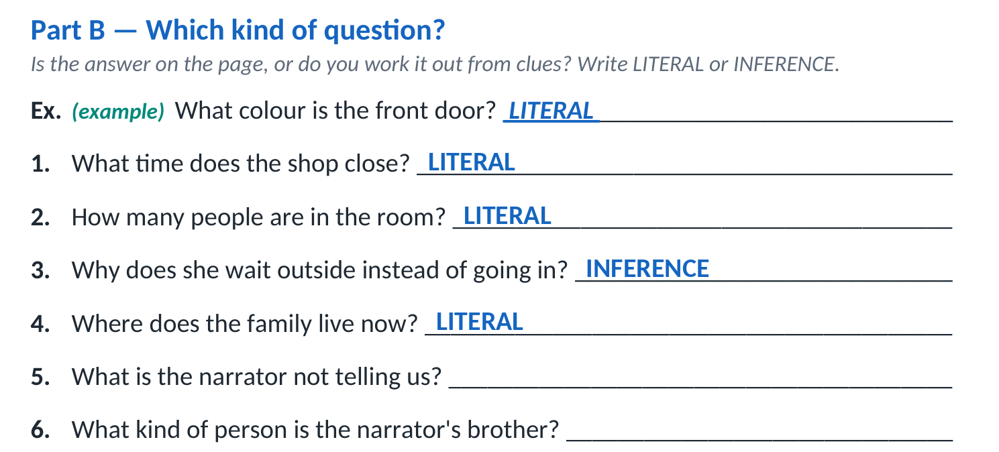 Part B — Which kind of question?
Is the answer on the page, or do you work it out from clues? Write LITERAL or INFERENCE.
Ex. (example) What colour is the front door? LITERAL
1. What time does the shop close? LITERAL
2. How many people are in the room? LITERAL
3. Why does she wait outside instead of going in? INFERENCE
4. Where does the family live now? LITERAL
5. What is the narrator not telling us?
6. What kind of person is the narrator's brother?